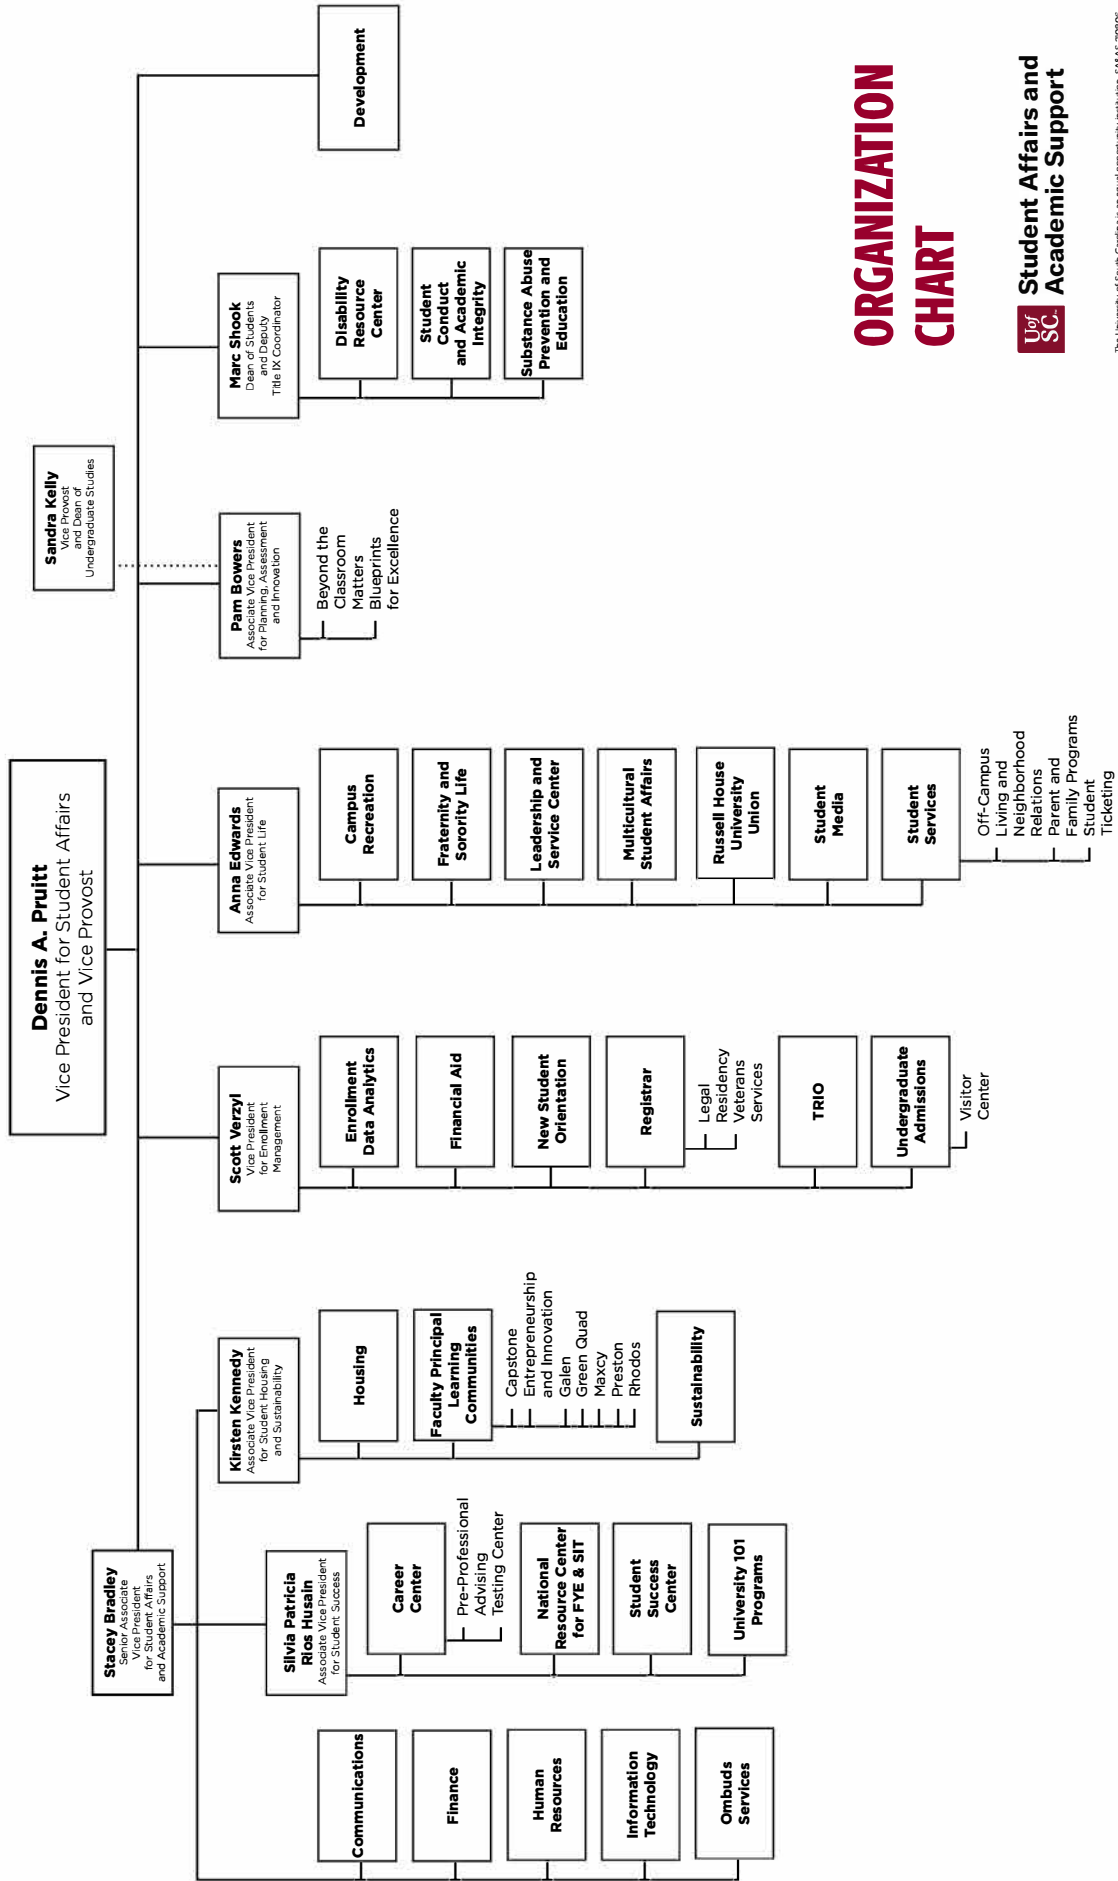 Dennis A. Pruitt
Vice President for Student Affairs
and Vice Provost
Sandra Kelly
Vice Provost
and Dean of
Undergraduate Studies
Stacey Bradley
Senior Associate
Vice President
for Student Affairs
and Academic Support
Communications
Finance
Human
Resources
Information
Technology
Ombuds
Services
Silvia Patricia
Rios Husain
Associate Vice President
for Student Success
Career
Center
Pre-Professional
Advising
Testing Center
National
Resource Center
for FYE & SIT
Student
Success
Center
University 101
Programs
Kirsten Kennedy
Associate Vice President
for Student Housing
and Sustainability
Housing
Faculty Principal
Learning
Communities
Capstone
Entrepreneurship
and Innovation
Galen
Green Quad
Maxcy
Preston
Rhodos
Sustainability
Scott Verzyl
Vice President
for Enrollment
Management
Enrollment
Data Analytics
Financial Aid
New Student
Orientation
Registrar
Legal
Residency
Veterans
Services
TRIO
Undergraduate
Admissions
Visitor
Center
Anna Edwards
Associate Vice President
for Student Life
Campus
Recreation
Fraternity and
Sorority Life
Leadership and
Service Center
Multicultural
Student Affairs
Russell House
University
Union
Student
Media
Student
Services
Off-Campus
Living and
Neighborhood
Relations
Parent and
Family Programs
Student
Ticketing
Pam Bowers
Associate Vice President
for Planning, Assessment
and Innovation
Beyond the
Classroom
Matters
Blueprints
for Excellence
Marc Shook
Dean of Students
and Deputy
Title IX Coordinator
Disability
Resource
Center
Student
Conduct
and Academic
Integrity
Substance Abuse
Prevention and
Education
Development
ORGANIZATION
CHART
UofSC
Student Affairs and
Academic Support